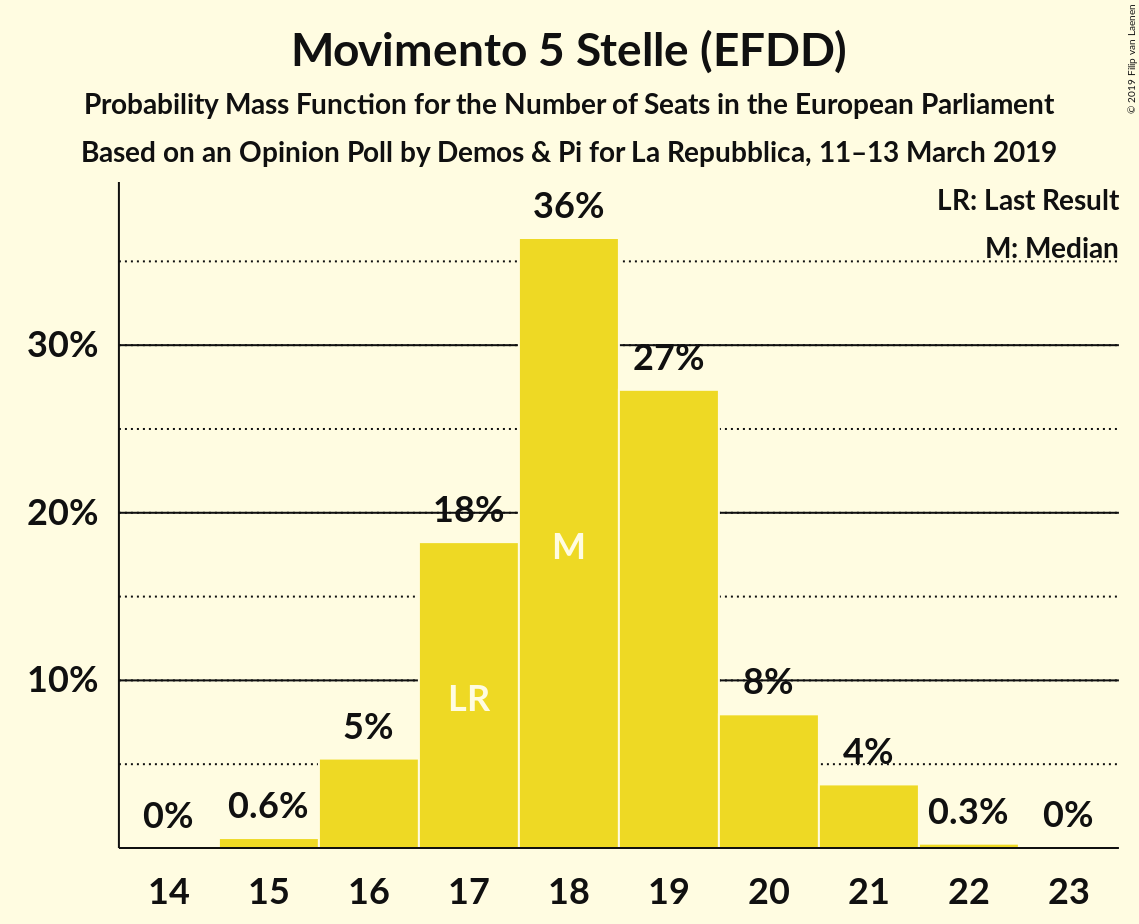 Movimento 5 Stelle (EFDD)
Probability Mass Function for the Number of Seats in the European Parliament
Based on an Opinion Poll by Demos & Pi for La Repubblica, 11–13 March 2019
© 2019 Filip van Laenen
LR: Last Result
M: Median
36%
30%
27%
20%
18%
M
10%
8%
LR
5%
4%
0%
0.6%
0.3%
0%
14 15 16 17 18 19 20 21 22 23